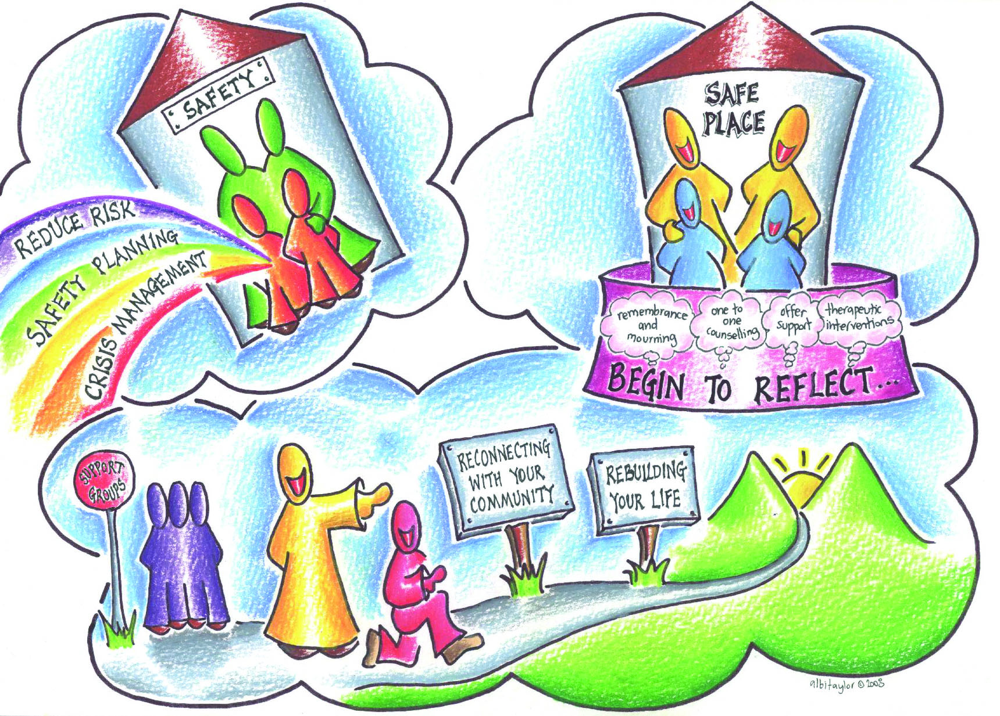 SAFETY
REDUCE RISK
SAFETY PLANNING
CRISIS MANAGEMENT
SAFE
PLACE
remembrance
and
mourning
one to
one
counselling
offer
support
therapeutic
interventions
BEGIN TO REFLECT...
SUPPORT
GROUPS
RECONNECTING
WITH YOUR
COMMUNITY
REBUILDING
YOUR LIFE
albitaylor © 2008